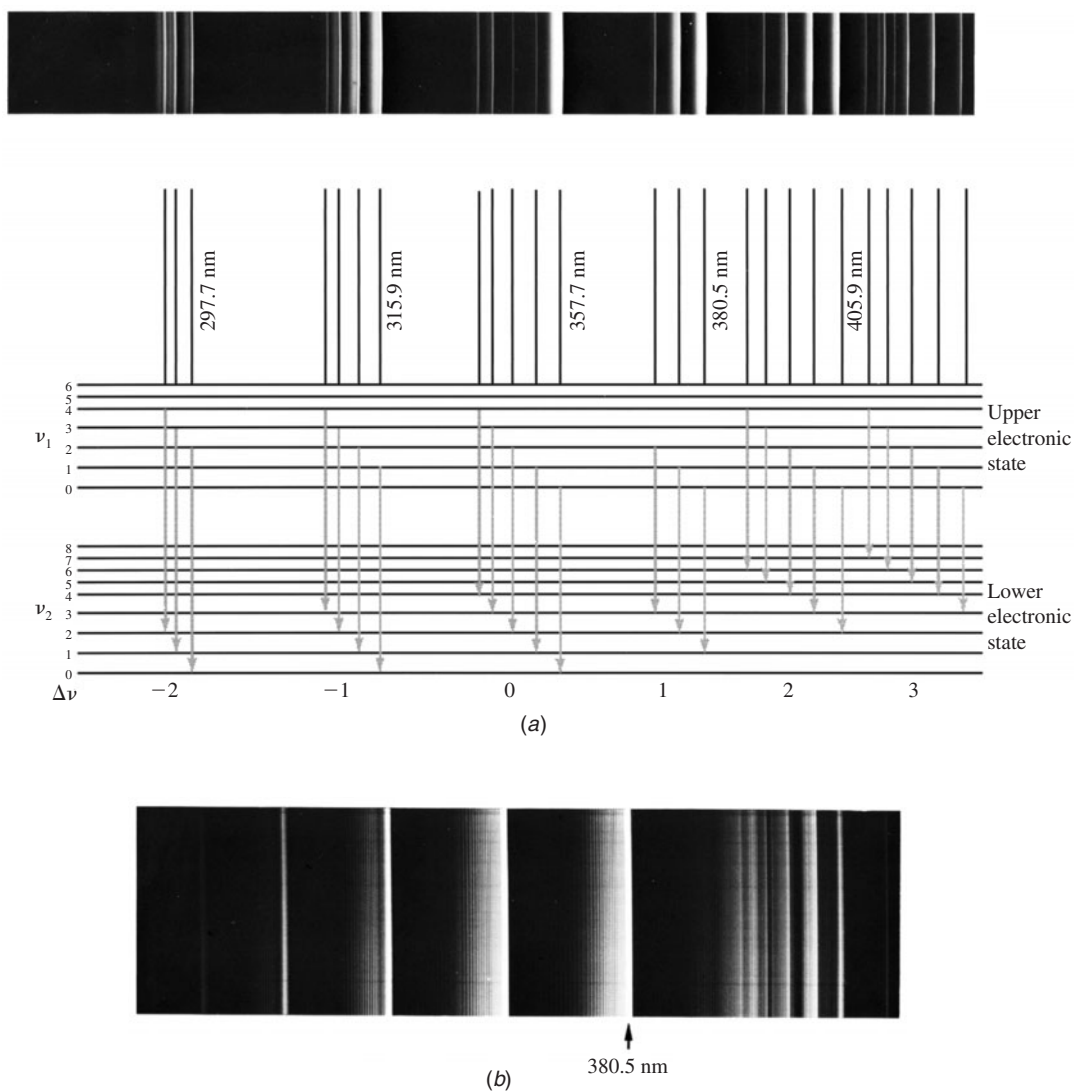 297.7 nm
315.9 nm
357.7 nm
380.5 nm
405.9 nm
6
5
4
3
2
1
0
ν₁
Upper
electronic
state
8
7
6
5
4
3
2
1
0
ν₂
Lower
electronic
state
Δν −2 −1 0 1 2 3
(a)
380.5 nm
(b)